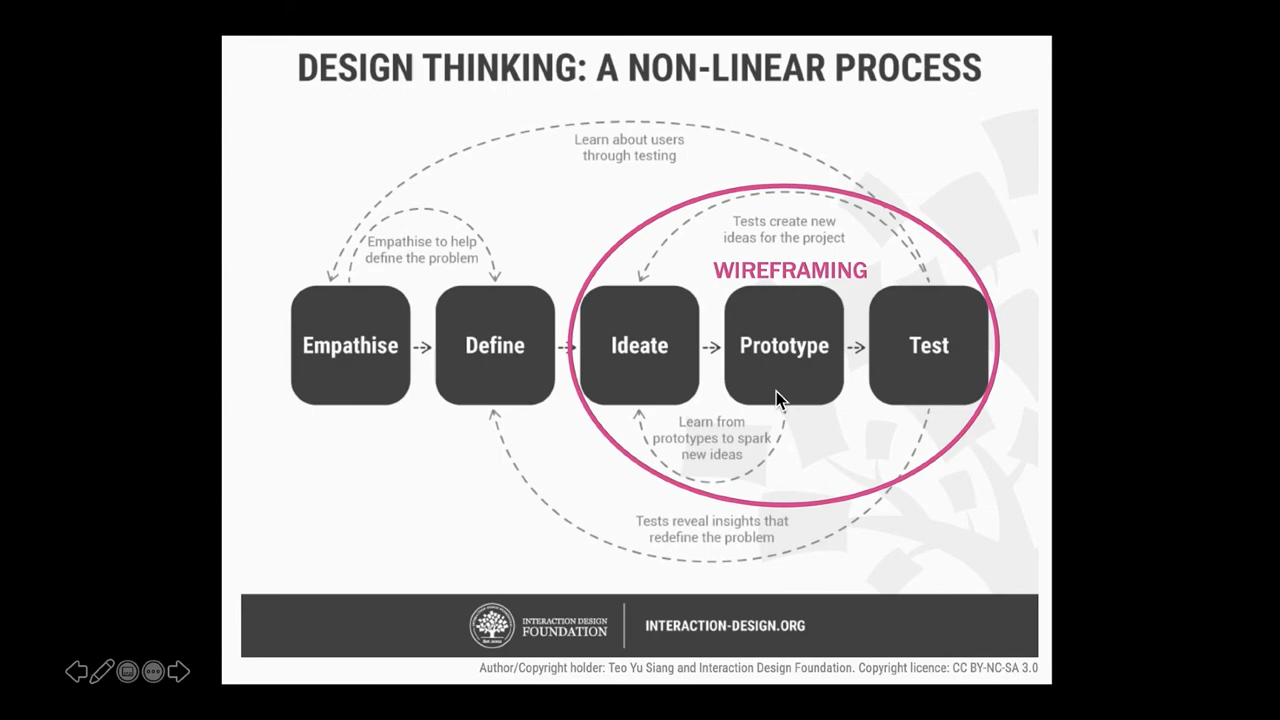 DESIGN THINKING: A NON-LINEAR PROCESS
Learn about users
through testing
Empathise to help
define the problem
Tests create new
ideas for the project
WIREFRAMING
Empathise
Define
Ideate
Prototype
Test
Learn from
prototypes to spark
new ideas
Tests reveal insights that
redefine the problem
INTERACTION DESIGN
FOUNDATION
INTERACTION-DESIGN.ORG
Author/Copyright holder: Teo Yu Siang and Interaction Design Foundation. Copyright licence: CC BY-NC-SA 3.0